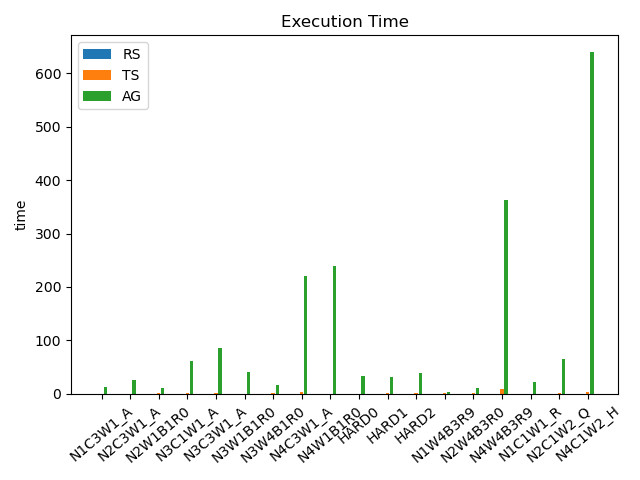 Execution Time
RS
TS
AG
time
600
500
400
300
200
100
0
N1C3W1_A
N2C3W1_A
N2W1B1R0
N3C1W1_A
N3C3W1_A
N3W1B1R0
N3W4B1R0
N4C3W1_A
N4W1B1R0
HARD0
HARD1
HARD2
N1W4B3R9
N2W4B3R0
N4W4B3R9
N1C1W1_R
N2C1W2_Q
N4C1W2_H